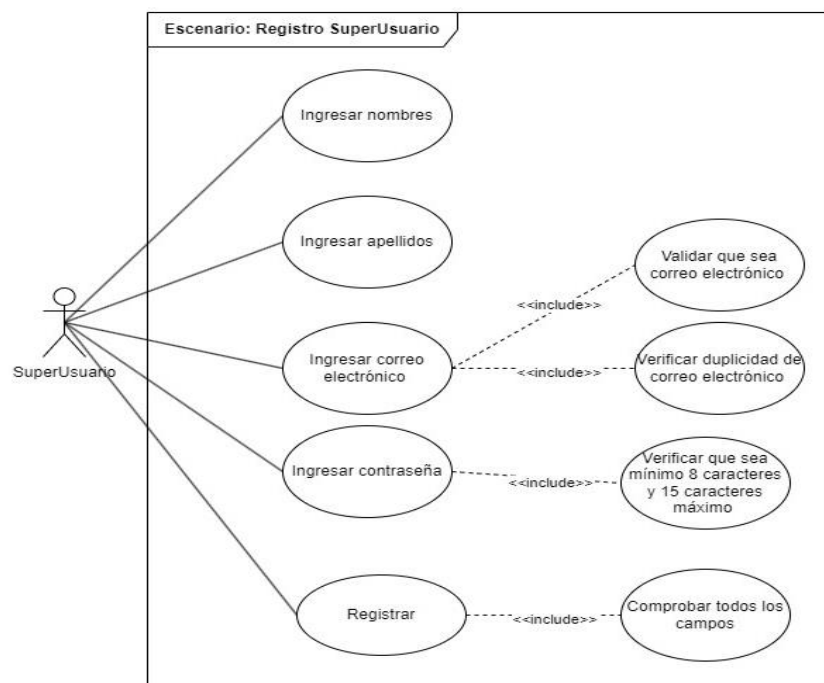 Escenario: Registro SuperUsuario
Ingresar nombres
Ingresar apellidos
Validar que sea
correo electrónico
<<include>>
SuperUsuario
Ingresar correo
electrónico
<<include>>
Verificar duplicidad de
correo electrónico
Ingresar contraseña
<<include>>
Verificar que sea
mínimo 8 caracteres
y 15 caracteres
máximo
Registrar
<<include>>
Comprobar todos los
campos